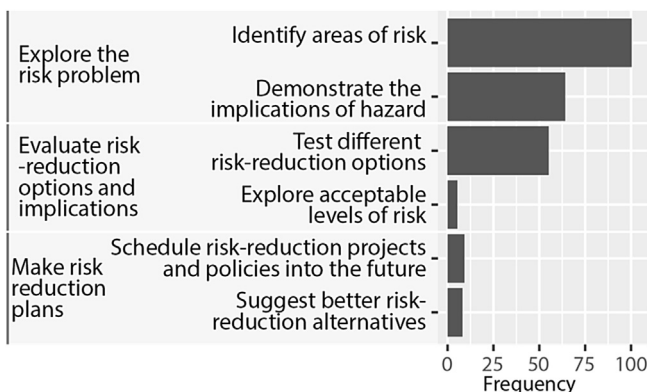 Explore the
risk problem
Identify areas of risk
Demonstrate the
implications of hazard
Evaluate risk
-reduction
options and
implications
Test different
risk-reduction options
Explore acceptable
levels of risk
Make risk
reduction
plans
Schedule risk-reduction projects
and policies into the future
Suggest better risk-
reduction alternatives
0 25 50 75 100
Frequency